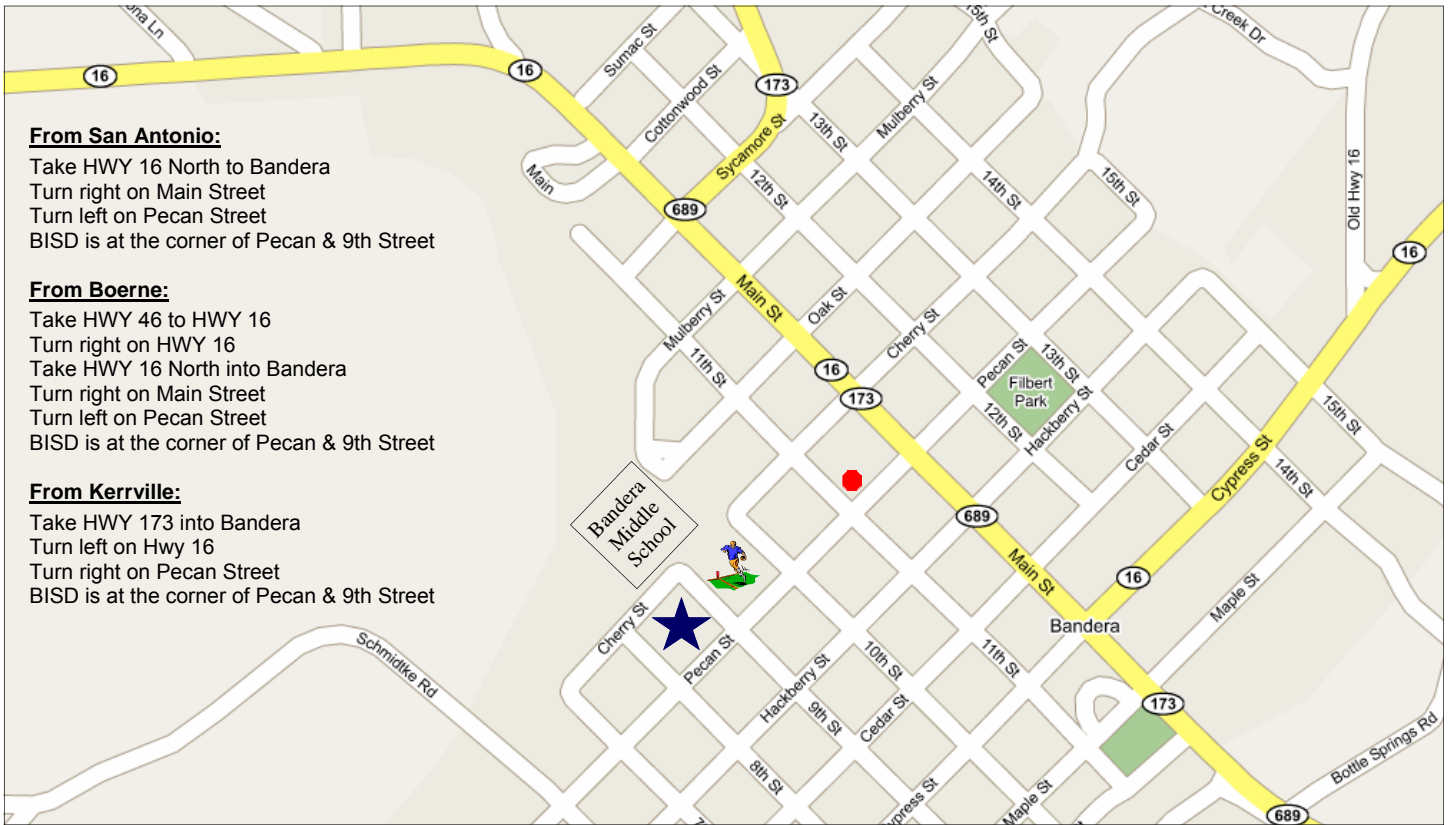 ona Ln
16
16
Sumac St
Cottonwood St
173
Sycamore St
Main
689
12th St
13th St
Mulberry St
15th St
14th St
15th St
Creek Dr
Old Hwy 16
16
From San Antonio:
Take HWY 16 North to Bandera
Turn right on Main Street
Turn left on Pecan Street
BISD is at the corner of Pecan & 9th Street
From Boerne:
Take HWY 46 to HWY 16
Turn right on HWY 16
Take HWY 16 North into Bandera
Turn right on Main Street
Turn left on Pecan Street
BISD is at the corner of Pecan & 9th Street
From Kerrville:
Take HWY 173 into Bandera
Turn left on Hwy 16
Turn right on Pecan Street
BISD is at the corner of Pecan & 9th Street
Mulberry St
11th St
Main St
Oak St
Cherry St
16
173
Pecan St
13th St
Filbert
Park
12th St
Hackberry St
Cedar St
Cypress St
15th St
14th St
Bandera
Middle
School
689
Main St
16
Bandera
Maple St
Cherry St
Pecan St
Hackberry St
10th St
11th St
9th St
Cedar St
8th St
Schmidtke Rd
173
Bottle Springs Rd
ypress St
Maple St
689